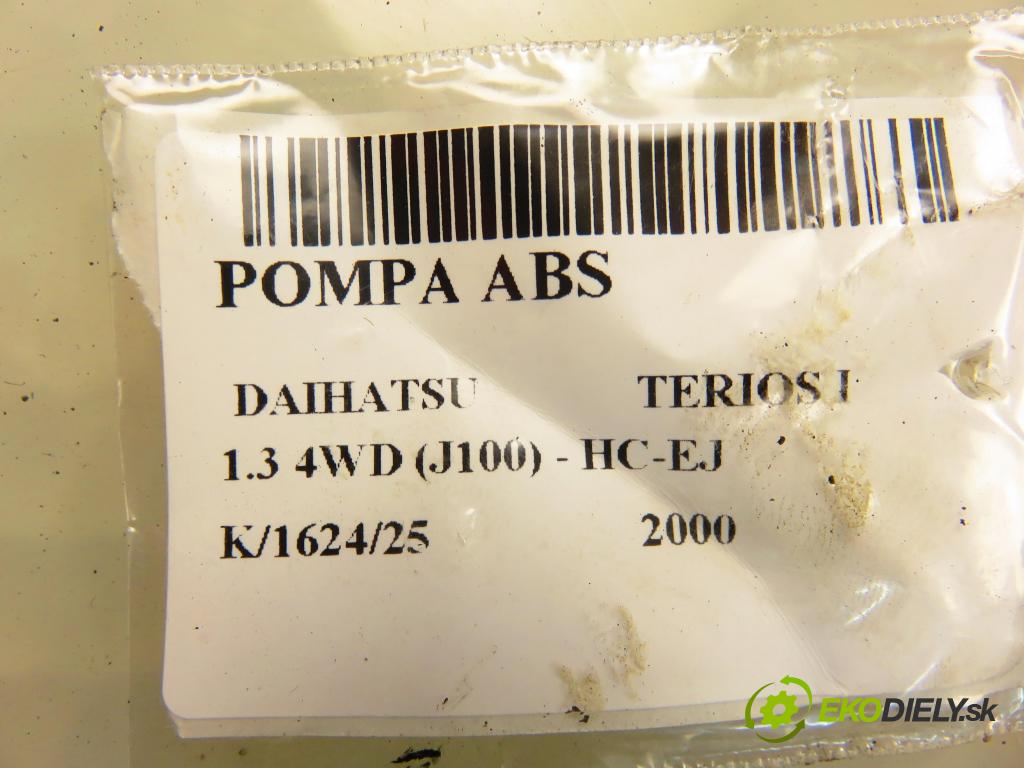 POMPA ABS
DAIHATSU TERIOS I
1.3 4WD (J100) - HC-EJ
K/1624/25 2000
EKODIELY.sk